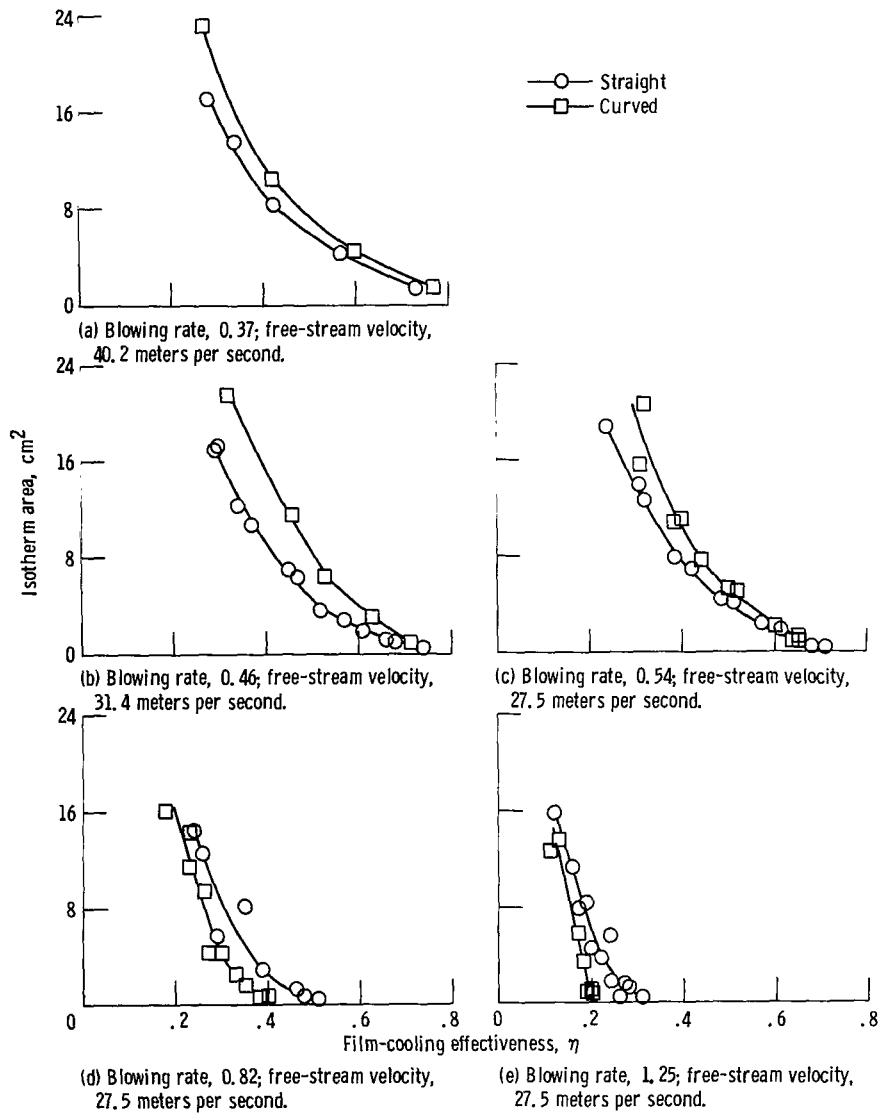 24
16
8
0
Straight
Curved
(a) Blowing rate, 0.37; free-stream velocity,
40.2 meters per second.
24
16
8
0
Isotherm area, cm2
(b) Blowing rate, 0.46; free-stream velocity,
31.4 meters per second.
(c) Blowing rate, 0.54; free-stream velocity,
27.5 meters per second.
24
16
8
0 .2 .4 .6 .8
0 .2 .4 .6 .8
Film-cooling effectiveness, η
(d) Blowing rate, 0.82; free-stream velocity,
27.5 meters per second.
(e) Blowing rate, 1.25; free-stream velocity,
27.5 meters per second.